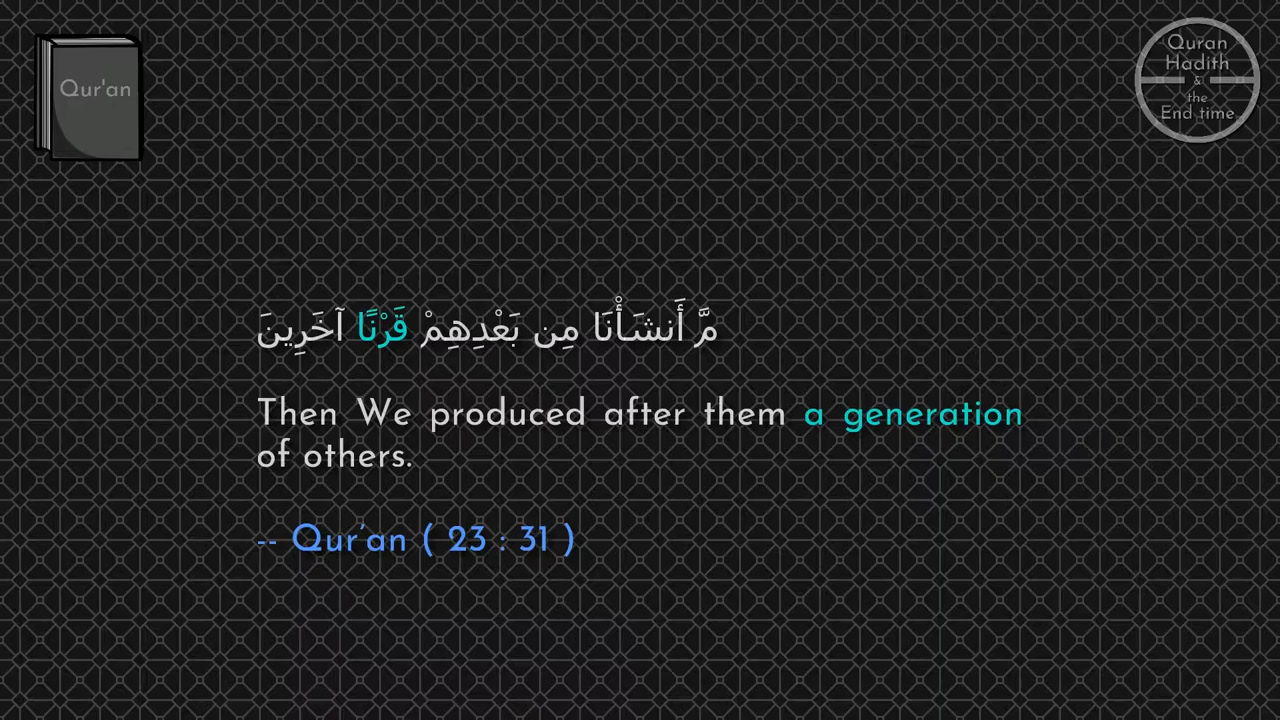 Qur'an
Quran
Hadith
&
the
End time
مَّ أَنشَأْنَا مِن بَعْدِهِمْ قَرْنًا آخَرِينَ
Then We produced after them a generation
of others.
-- Qur'an ( 23 : 31 )